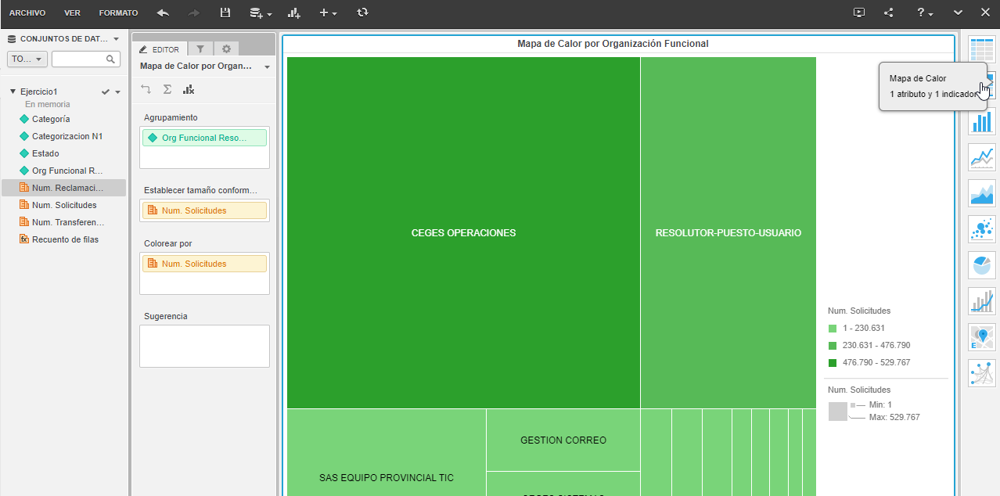 ARCHIVO VER FORMATO ?
CONJUNTOS DE DAT...
TO...
Ejercicio1
En memoria
Categoría
Categorizacion N1
Estado
Org Funcional R...
Num. Reclamaci...
Num. Solicitudes
Num. Transferen...
fx Recuento de filas
EDITOR
Mapa de Calor por Organ...
Σ
Agrupamiento
Org Funcional Reso...
Establecer tamaño conform...
Num. Solicitudes
Colorear por
Num. Solicitudes
Sugerencia
Mapa de Calor por Organización Funcional
CEGES OPERACIONES
RESOLUTOR-PUESTO-USUARIO
SAS EQUIPO PROVINCIAL TIC
GESTION CORREO
Num. Solicitudes
1 - 230.631
230.631 - 476.790
476.790 - 529.767
Num. Solicitudes
Min: 1
Max: 529.767
Mapa de Calor
1 atributo y 1 indicador
E